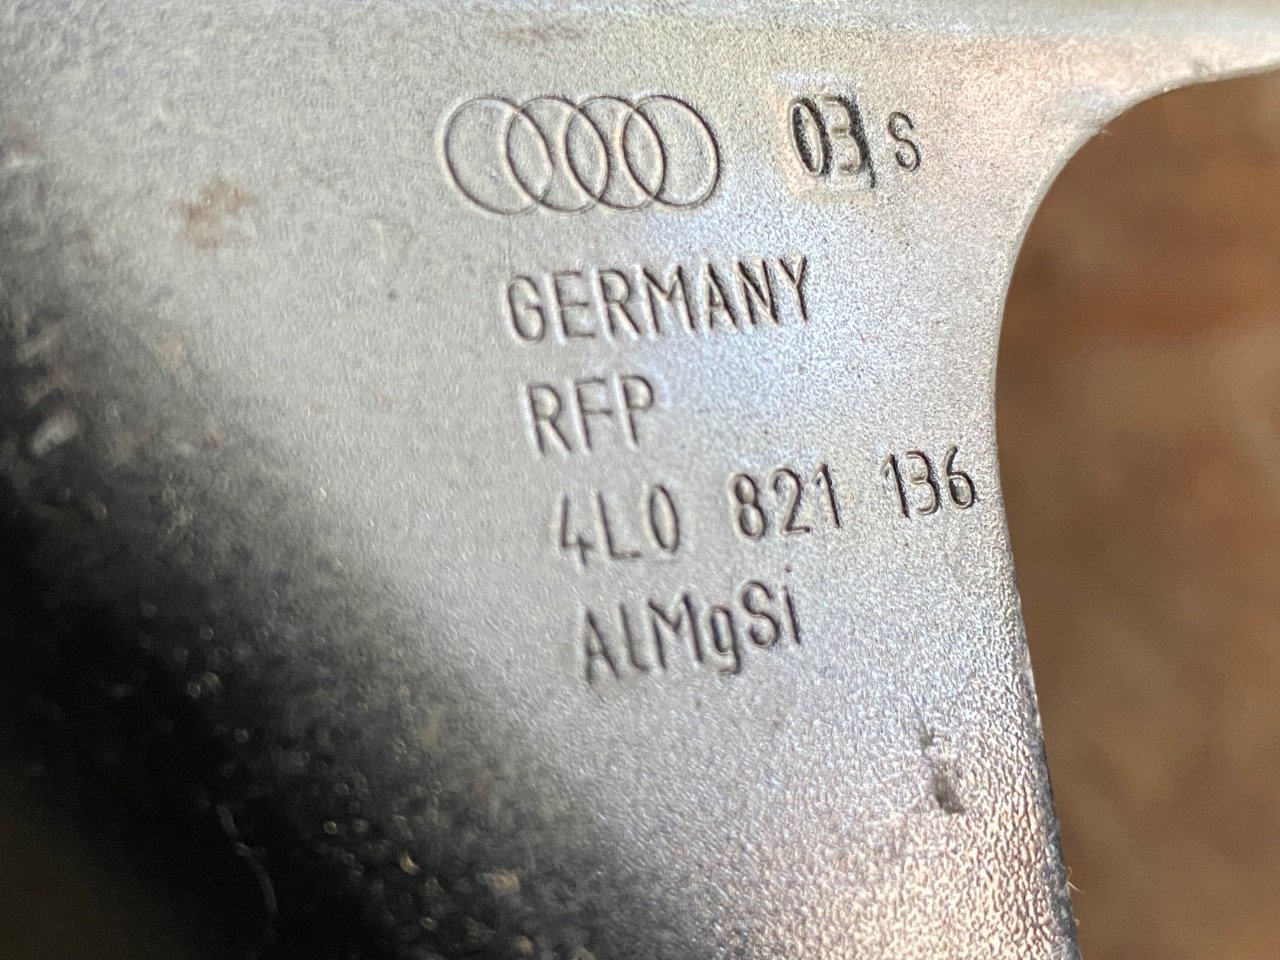 03 S
GERMANY
RFP
4L0 821 136
AlMgSi